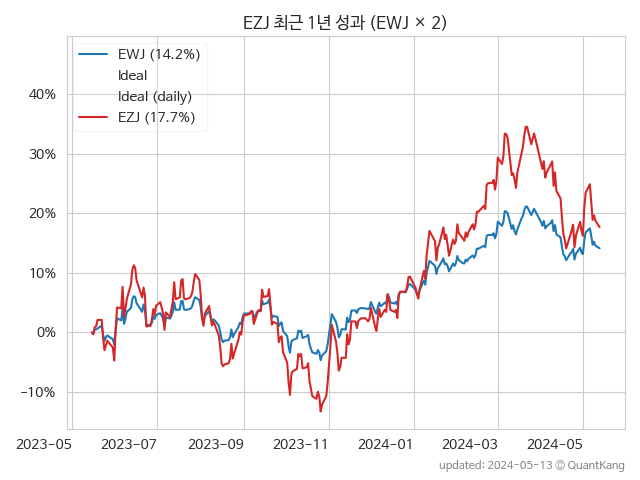 EZJ 최근 1년 성과 (EWJ × 2)
EWJ (14.2%)
Ideal
Ideal (daily)
EZJ (17.7%)
40%
30%
20%
10%
0%
−10%
2023-05 2023-07 2023-09 2023-11 2024-01 2024-03 2024-05
updated: 2024-05-13 © QuantKang